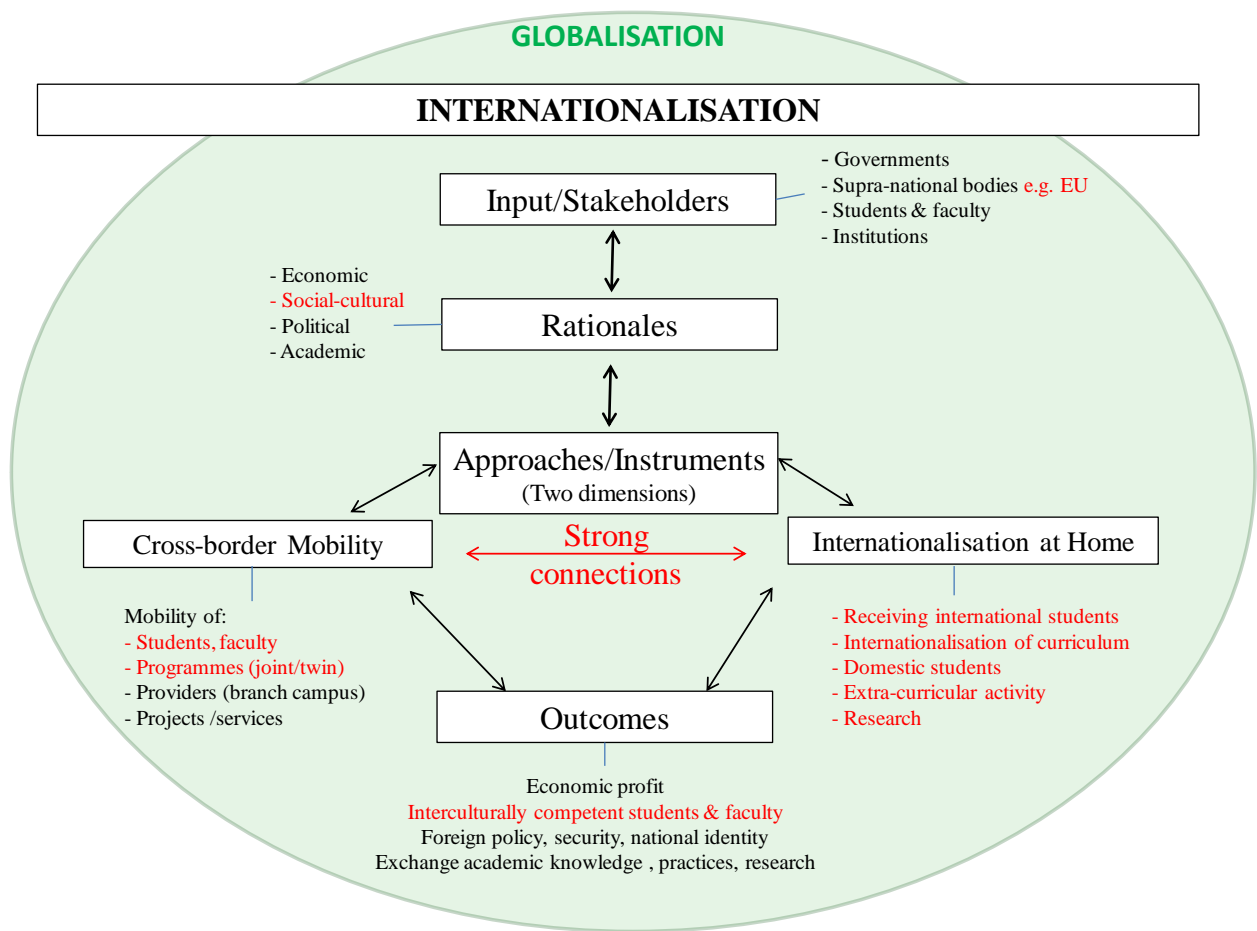 GLOBALISATION
INTERNATIONALISATION
Input/Stakeholders
- Governments
- Supra-national bodies e.g. EU
- Students & faculty
- Institutions
- Economic
- Social-cultural
- Political
- Academic
Rationales
Approaches/Instruments
(Two dimensions)
Cross-border Mobility
Strong
connections
Internationalisation at Home
Mobility of:
- Students, faculty
- Programmes (joint/twin)
- Providers (branch campus)
- Projects /services
- Receiving international students
- Internationalisation of curriculum
- Domestic students
- Extra-curricular activity
- Research
Outcomes
Economic profit
Interculturally competent students & faculty
Foreign policy, security, national identity
Exchange academic knowledge , practices, research